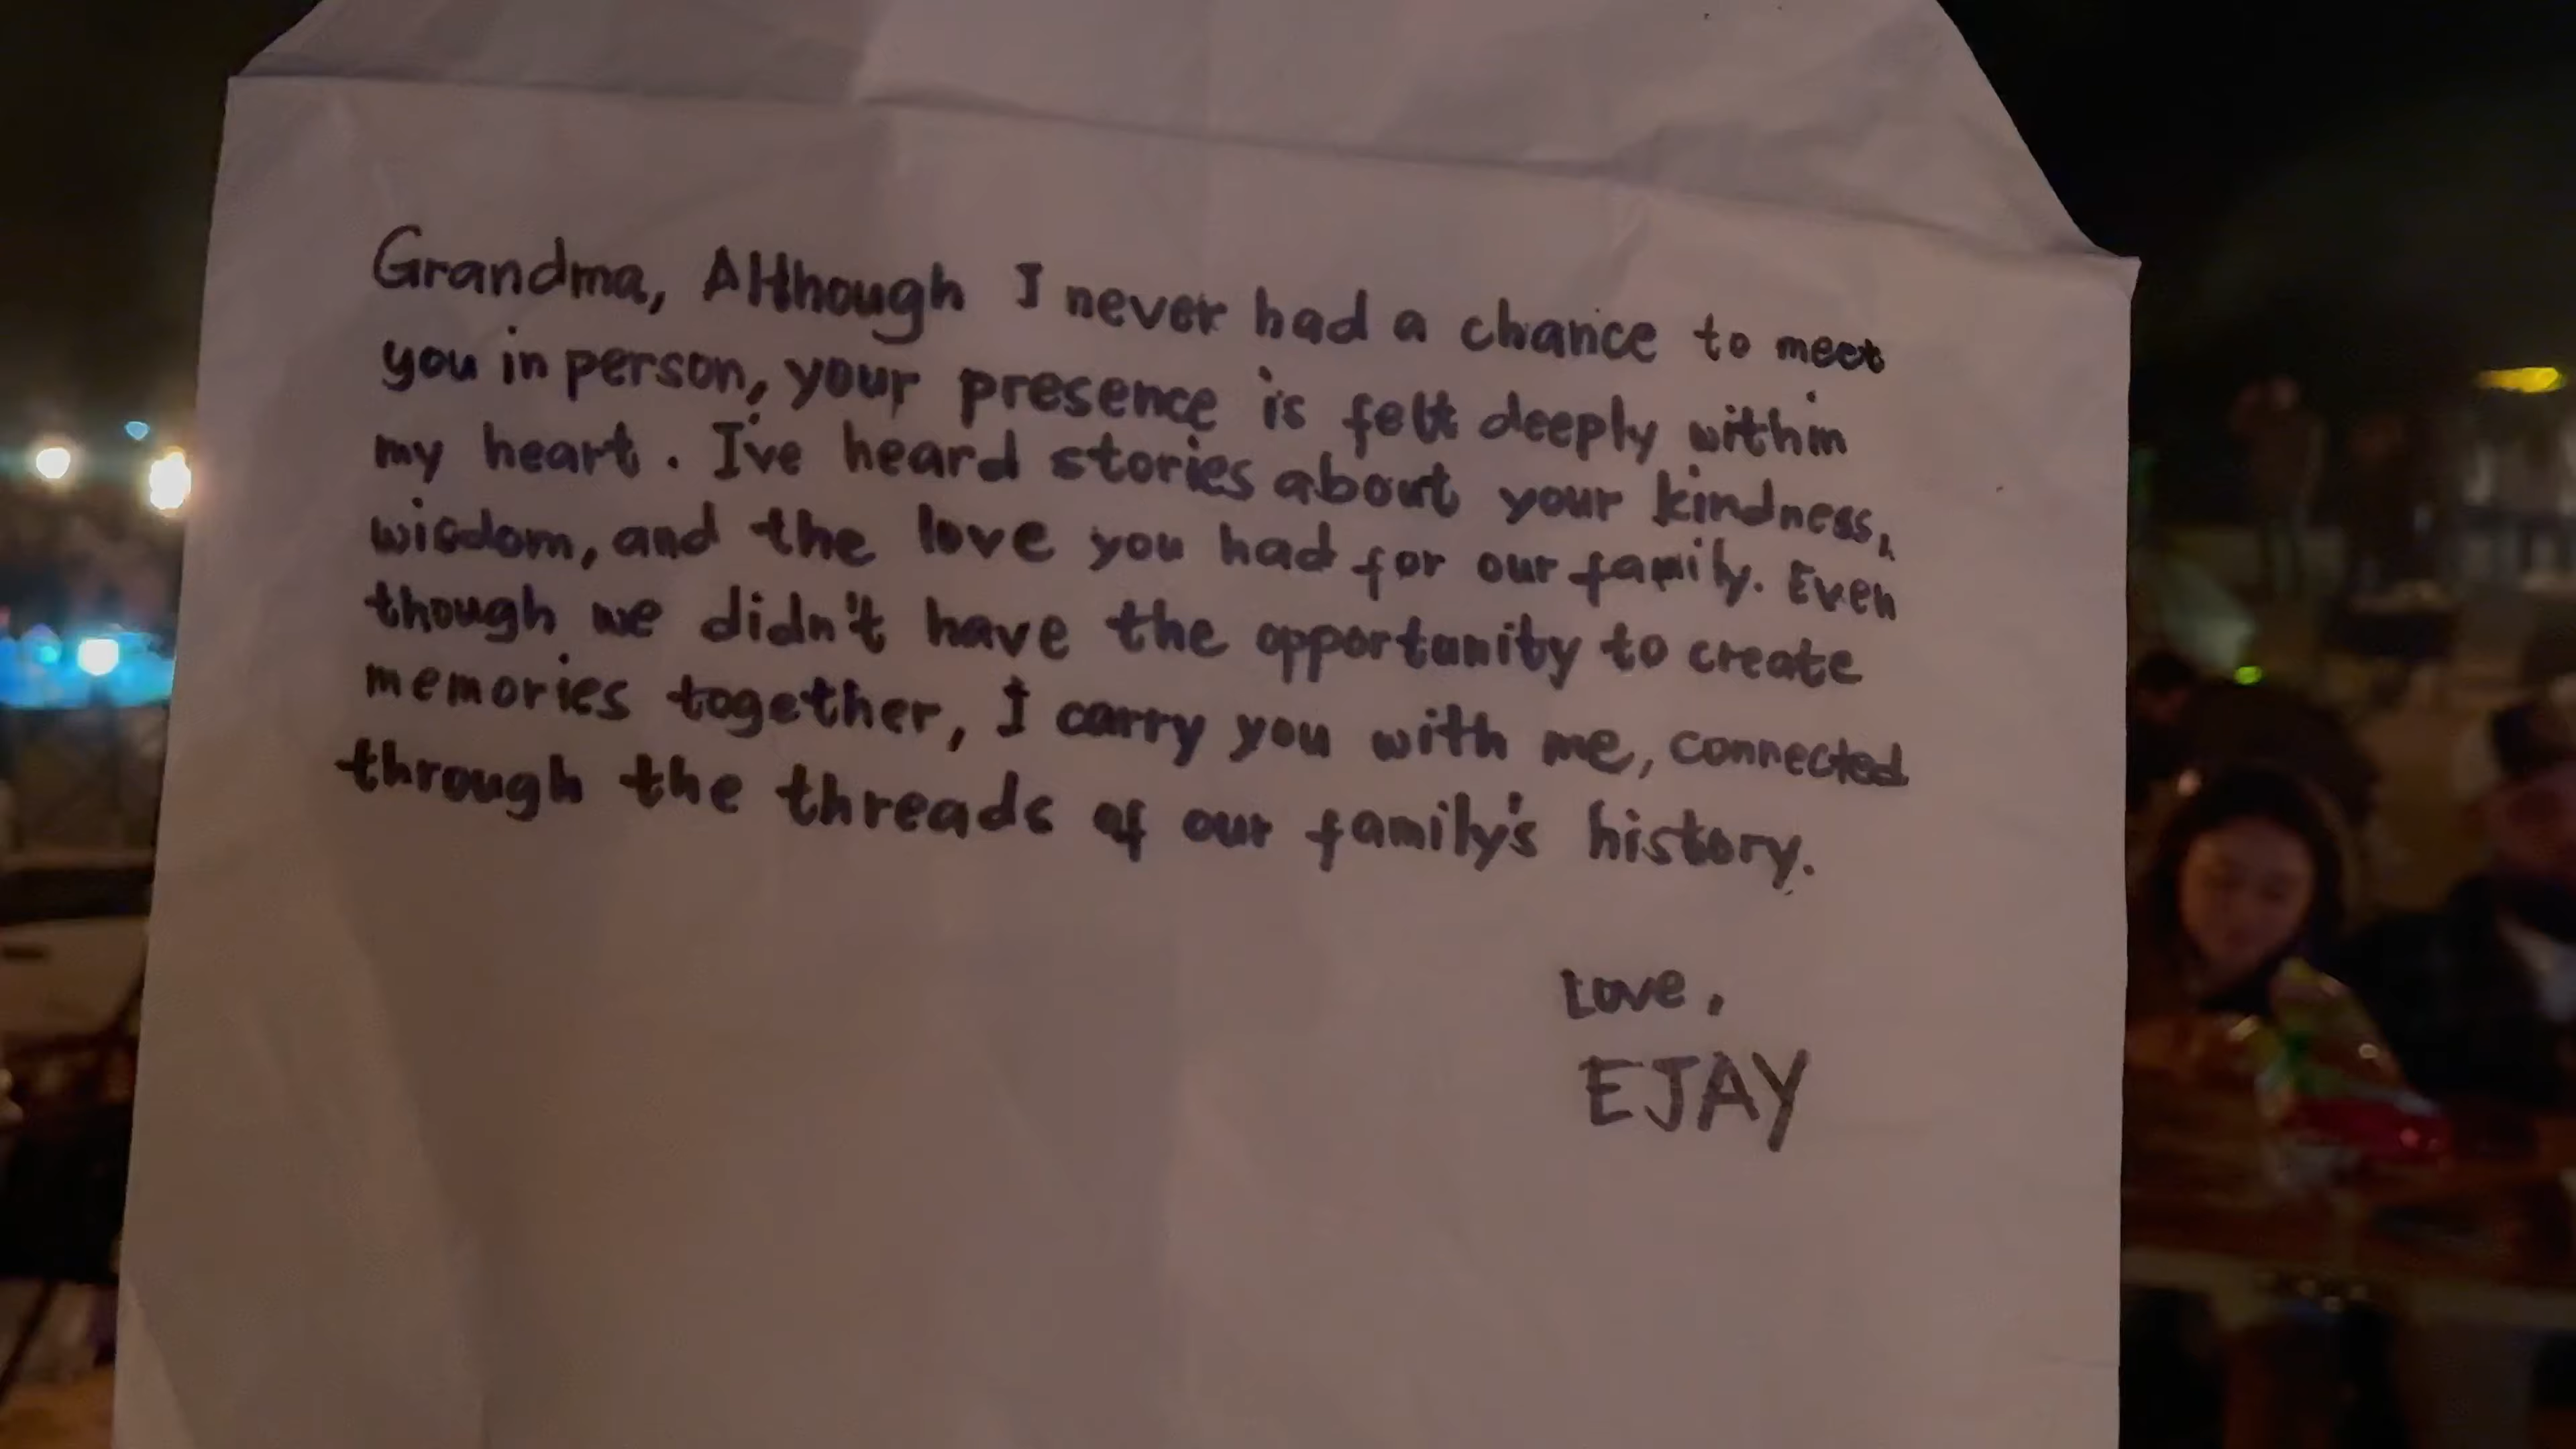 Grandma, Although I never had a chance to meet
you in person, your presence is felt deeply within
my heart. I've heard stories about your kindness,
wisdom, and the love you had for our family. Even
though we didn't have the opportunity to create
memories together, I carry you with me, connected
through the threads of our family's history.
Love,
EJAY